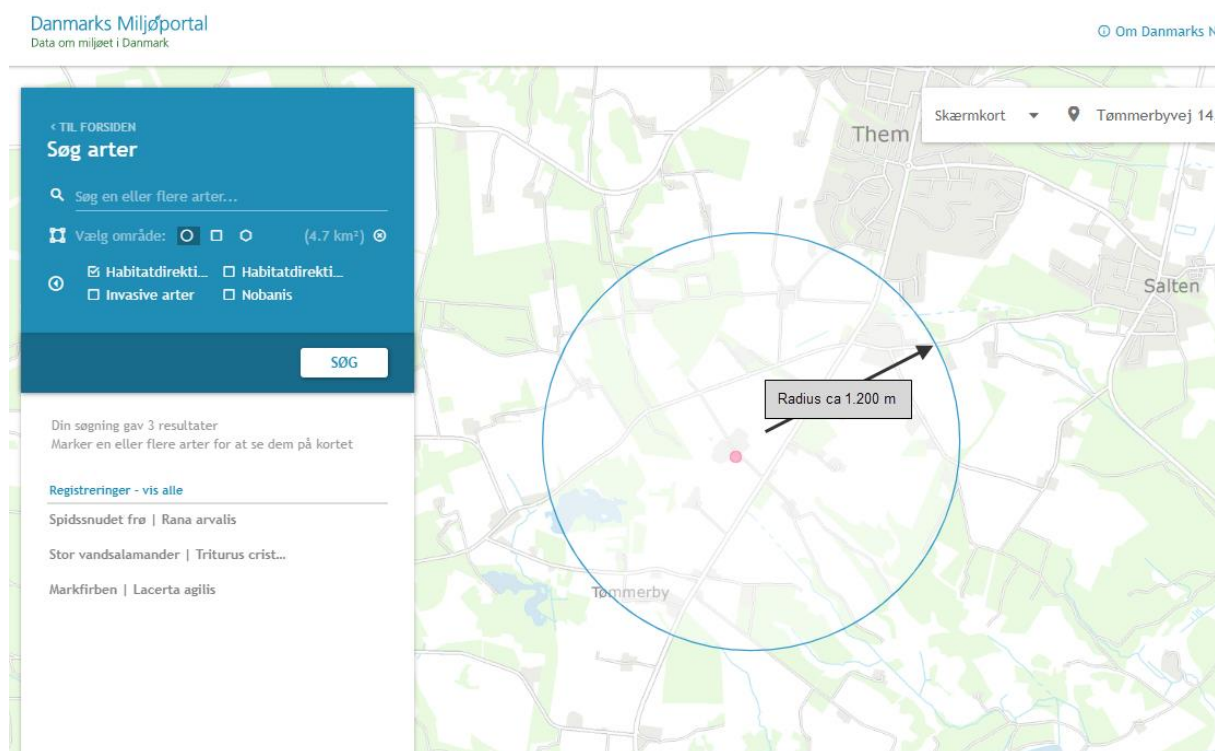 Danmarks Miljøportal
Data om miljøet i Danmark
Om Danmarks
< TIL FORSIDEN
Søg arter
Søg en eller flere arter...
Vælg område:
(4.7 km²)
Habitatdirekti... Habitatdirekti...
Invasive arter Nobanis
SØG
Din søgning gav 3 resultater
Marker en eller flere arter for at se dem på kortet
Registreringer - vis alle
Spidssnudet frø | Rana arvalis
Stor vandsalamander | Triturus crist...
Markfirben | Lacerta agilis
Skærmkort
Tømmerbyvej 14
Them
Salten
Radius ca 1.200 m
Tømmerby